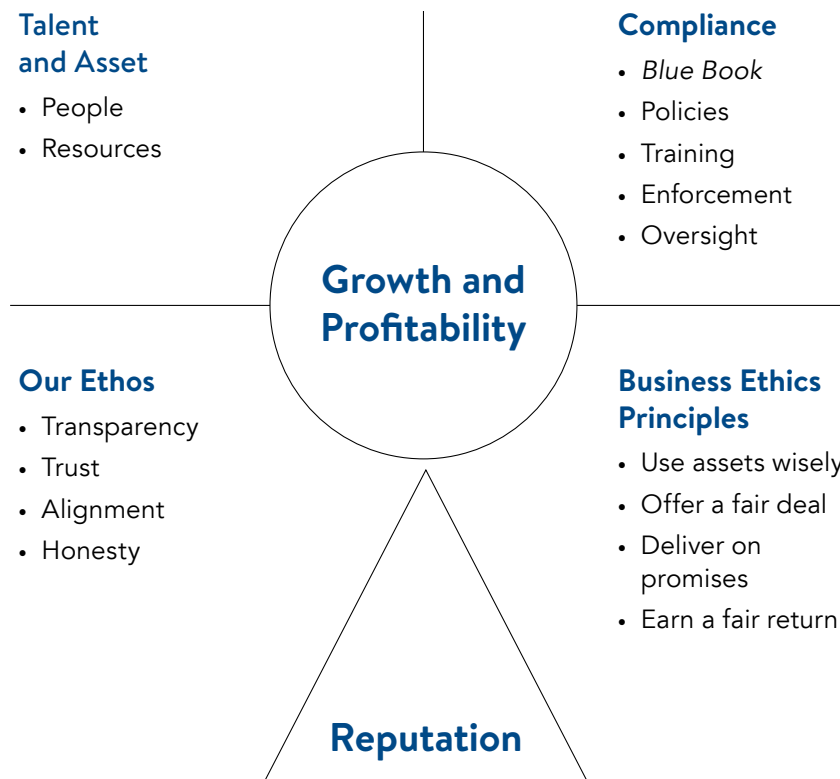 Talent
and Asset
• People
• Resources
Compliance
• Blue Book
• Policies
• Training
• Enforcement
• Oversight
Growth and
Profitability
Our Ethos
• Transparency
• Trust
• Alignment
• Honesty
Business Ethics
Principles
• Use assets wisely
• Offer a fair deal
• Deliver on
promises
• Earn a fair return
Reputation